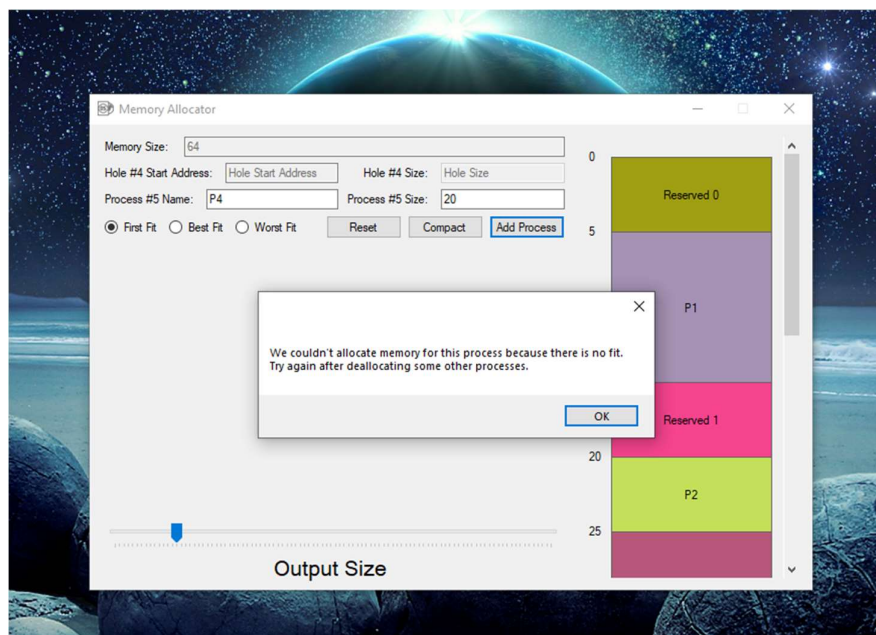 Memory Allocator
Memory Size: 64
Hole #4 Start Address: Hole Start Address Hole #4 Size: Hole Size
Process #5 Name: P4 Process #5 Size: 20
First Fit Best Fit Worst Fit Reset Compact Add Process
0
Reserved 0
5
P1
We couldn't allocate memory for this process because there is no fit.
Try again after deallocating some other processes.
OK
Reserved 1
20
P2
25
Output Size